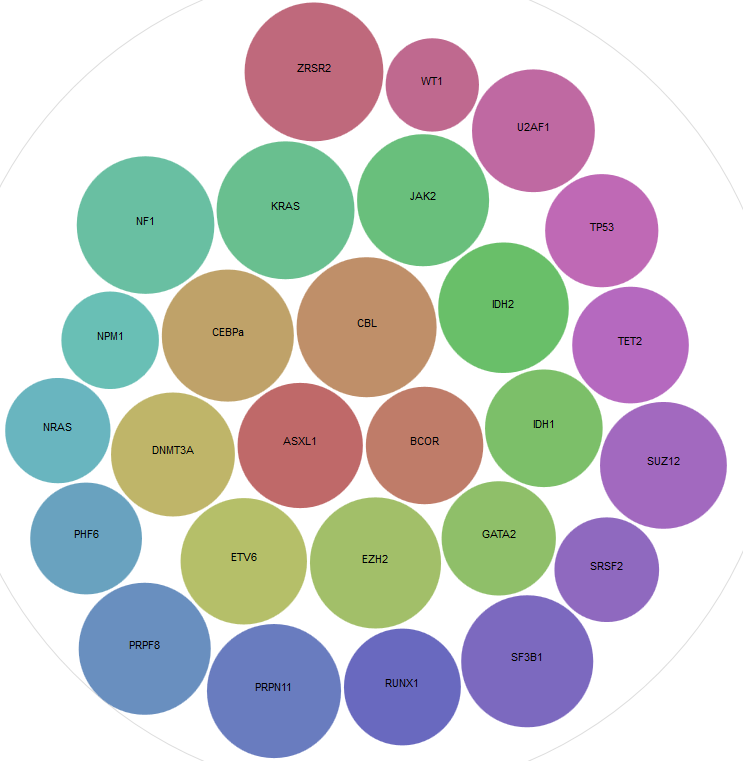 ZRSR2
WT1
U2AF1
JAK2
KRAS
NF1
TP53
IDH2
CBL
CEBPa
NPM1
TET2
NRAS
DNMT3A
ASXL1
BCOR
IDH1
SUZ12
PHF6
ETV6
EZH2
GATA2
SRSF2
PRPF8
PRPN11
RUNX1
SF3B1